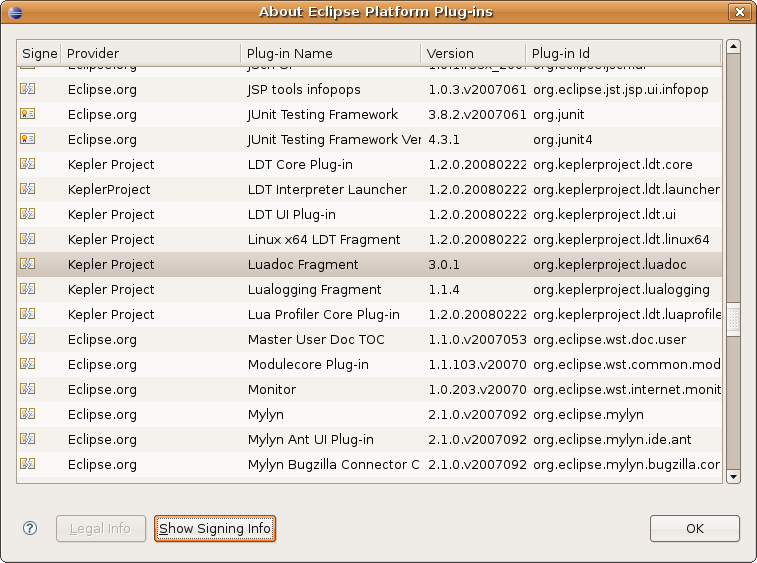 About Eclipse Platform Plug-ins
Signe Provider Plug-in Name Version Plug-in Id
Eclipse.org JSP tools infopops 1.0.3.v2007061 org.eclipse.jst.jsp.ui.infopop
Eclipse.org JUnit Testing Framework 3.8.2.v2007061 org.junit
Eclipse.org JUnit Testing Framework Ver 4.3.1 org.junit4
Kepler Project LDT Core Plug-in 1.2.0.20080222 org.keplerproject.ldt.core
KeplerProject LDT Interpreter Launcher 1.2.0.20080222 org.keplerproject.ldt.launcher
Kepler Project LDT UI Plug-in 1.2.0.20080222 org.keplerproject.ldt.ui
Kepler Project Linux x64 LDT Fragment 1.2.0.20080222 org.keplerproject.ldt.linux64
Kepler Project Luadoc Fragment 3.0.1 org.keplerproject.luadoc
Kepler Project Lualogging Fragment 1.1.4 org.keplerproject.lualogging
Kepler Project Lua Profiler Core Plug-in 1.2.0.20080222 org.keplerproject.ldt.luaprofile
Eclipse.org Master User Doc TOC 1.1.0.v2007053 org.eclipse.wst.doc.user
Eclipse.org Modulecore Plug-in 1.1.103.v20070 org.eclipse.wst.common.mod
Eclipse.org Monitor 1.0.203.v20070 org.eclipse.wst.internet.monit
Eclipse.org Mylyn 2.1.0.v2007092 org.eclipse.mylyn
Eclipse.org Mylyn Ant UI Plug-in 2.1.0.v2007092 org.eclipse.mylyn.ide.ant
Eclipse.org Mylyn Bugzilla Connector C 2.1.0.v2007092 org.eclipse.mylyn.bugzilla.cor
? Legal Info Show Signing Info OK